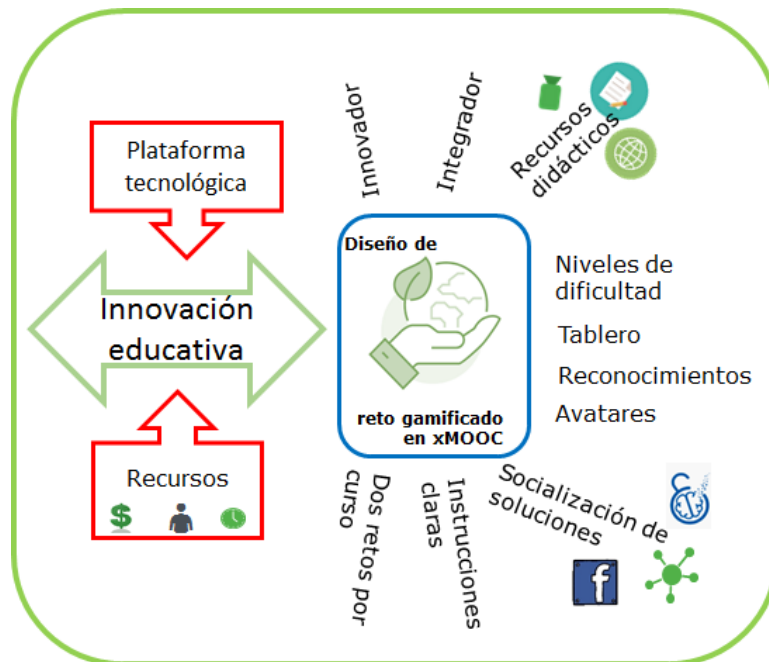 Plataforma
tecnológica
Innovación
educativa
Recursos
$
Innovador
Integrador
Recursos
didácticos
Diseño de
reto gamificado
en xMOOC
Niveles de
dificultad
Tablero
Reconocimientos
Avatares
Dos retos por
curso
Instrucciones
claras
Socialización de
soluciones
f